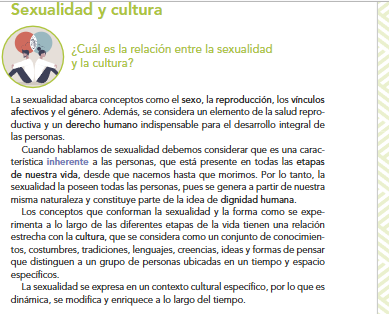 Sexualidad y cultura
¿Cuál es la relación entre la sexualidad
y la cultura?
La sexualidad abarca conceptos como el sexo, la reproducción, los vínculos
afectivos y el género. Además, se considera un elemento de la salud repro-
ductiva y un derecho humano indispensable para el desarrollo integral de
las personas.
Cuando hablamos de sexualidad debemos considerar que es una carac-
terística inherente a las personas, que está presente en todas las etapas
de nuestra vida, desde que nacemos hasta que morimos. Por lo tanto, la
sexualidad la poseen todas las personas, pues se genera a partir de nuestra
misma naturaleza y constituye parte de la idea de dignidad humana.
Los conceptos que conforman la sexualidad y la forma como se expe-
rimenta a lo largo de las diferentes etapas de la vida tienen una relación
estrecha con la cultura, que se considera como un conjunto de conocimien-
tos, costumbres, tradiciones, lenguajes, creencias, ideas y formas de pensar
que distinguen a un grupo de personas ubicadas en un tiempo y espacio
específicos.
La sexualidad se expresa en un contexto cultural específico, por lo que es
dinámica, se modifica y enriquece a lo largo del tiempo.